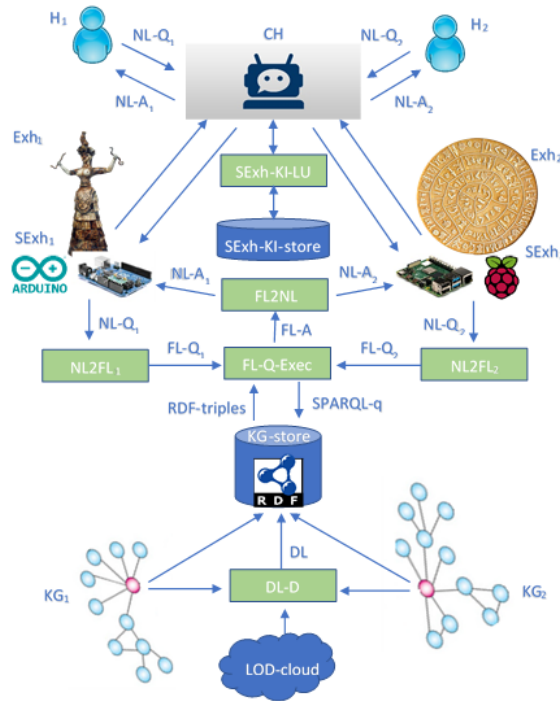 H1
H2
NL-Q1
CH
NL-Q2
NL-A1
NL-A2
Exh1
Exh2
SExh-KI-LU
SExh1
SExh-KI-store
SExh
ARDUINO
NL-A1
FL2NL
NL-A2
NL-Q1
FL-A
NL-Q2
FL-Q1
FL-Q2
NL2FL1
FL-Q-Exec
NL2FL2
RDF-triples
SPARQL-q
KG-store
RDF
DL
KG1
DL-D
KG2
LOD-cloud